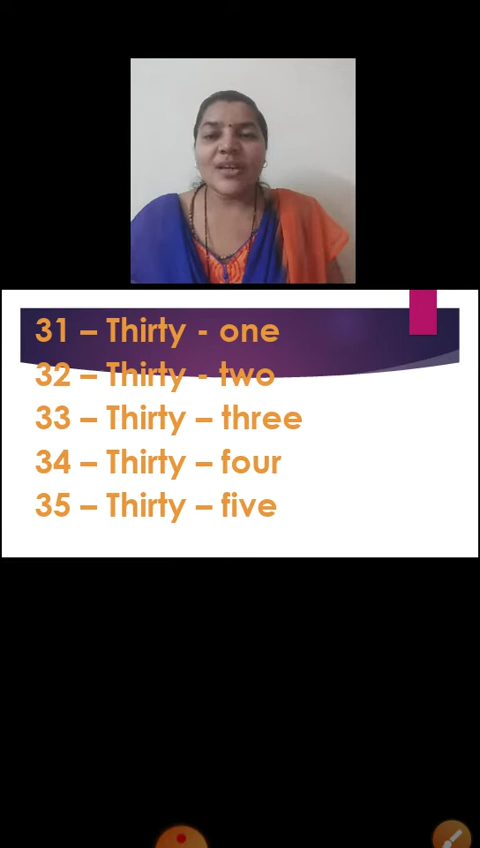 31 – Thirty - one
32 – Thirty - two
33 – Thirty – three
34 – Thirty – four
35 – Thirty – five